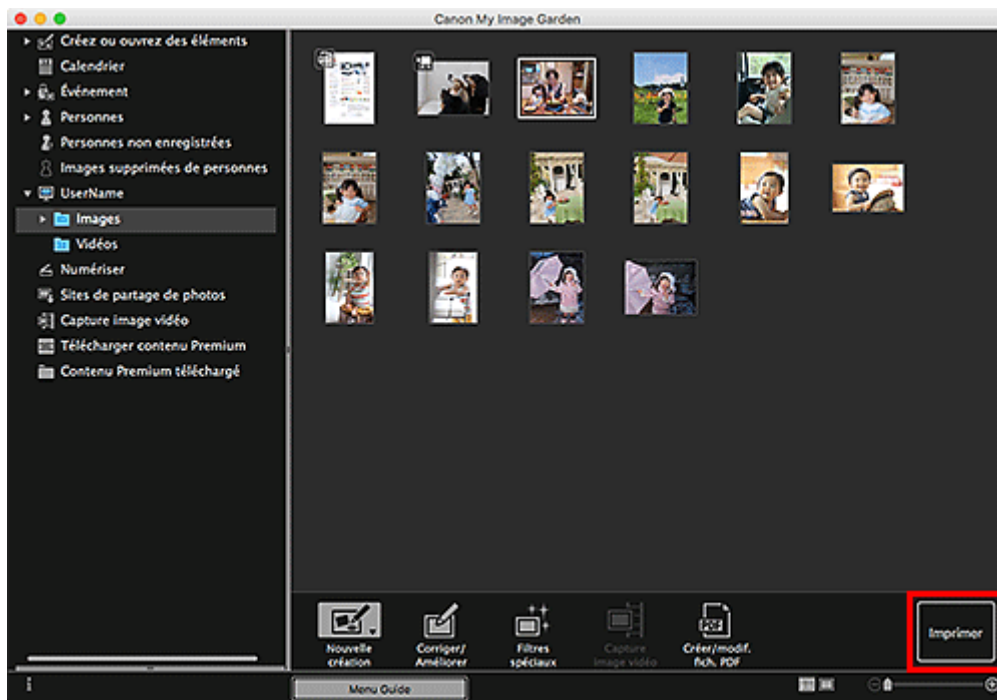 Canon My Image Garden
Créez ou ouvrez des éléments
Calendrier
Événement
Personnes
Personnes non enregistrées
Images supprimées de personnes
UserName
Images
Vidéos
Numériser
Sites de partage de photos
Capture image vidéo
Télécharger contenu Premium
Contenu Premium téléchargé
Nouvelle
création
Corriger/
Améliorer
Filtres
spéciaux
Capture
image vidéo
PDF
Créer/modif.
fich. PDF
Imprimer
Menu Guide